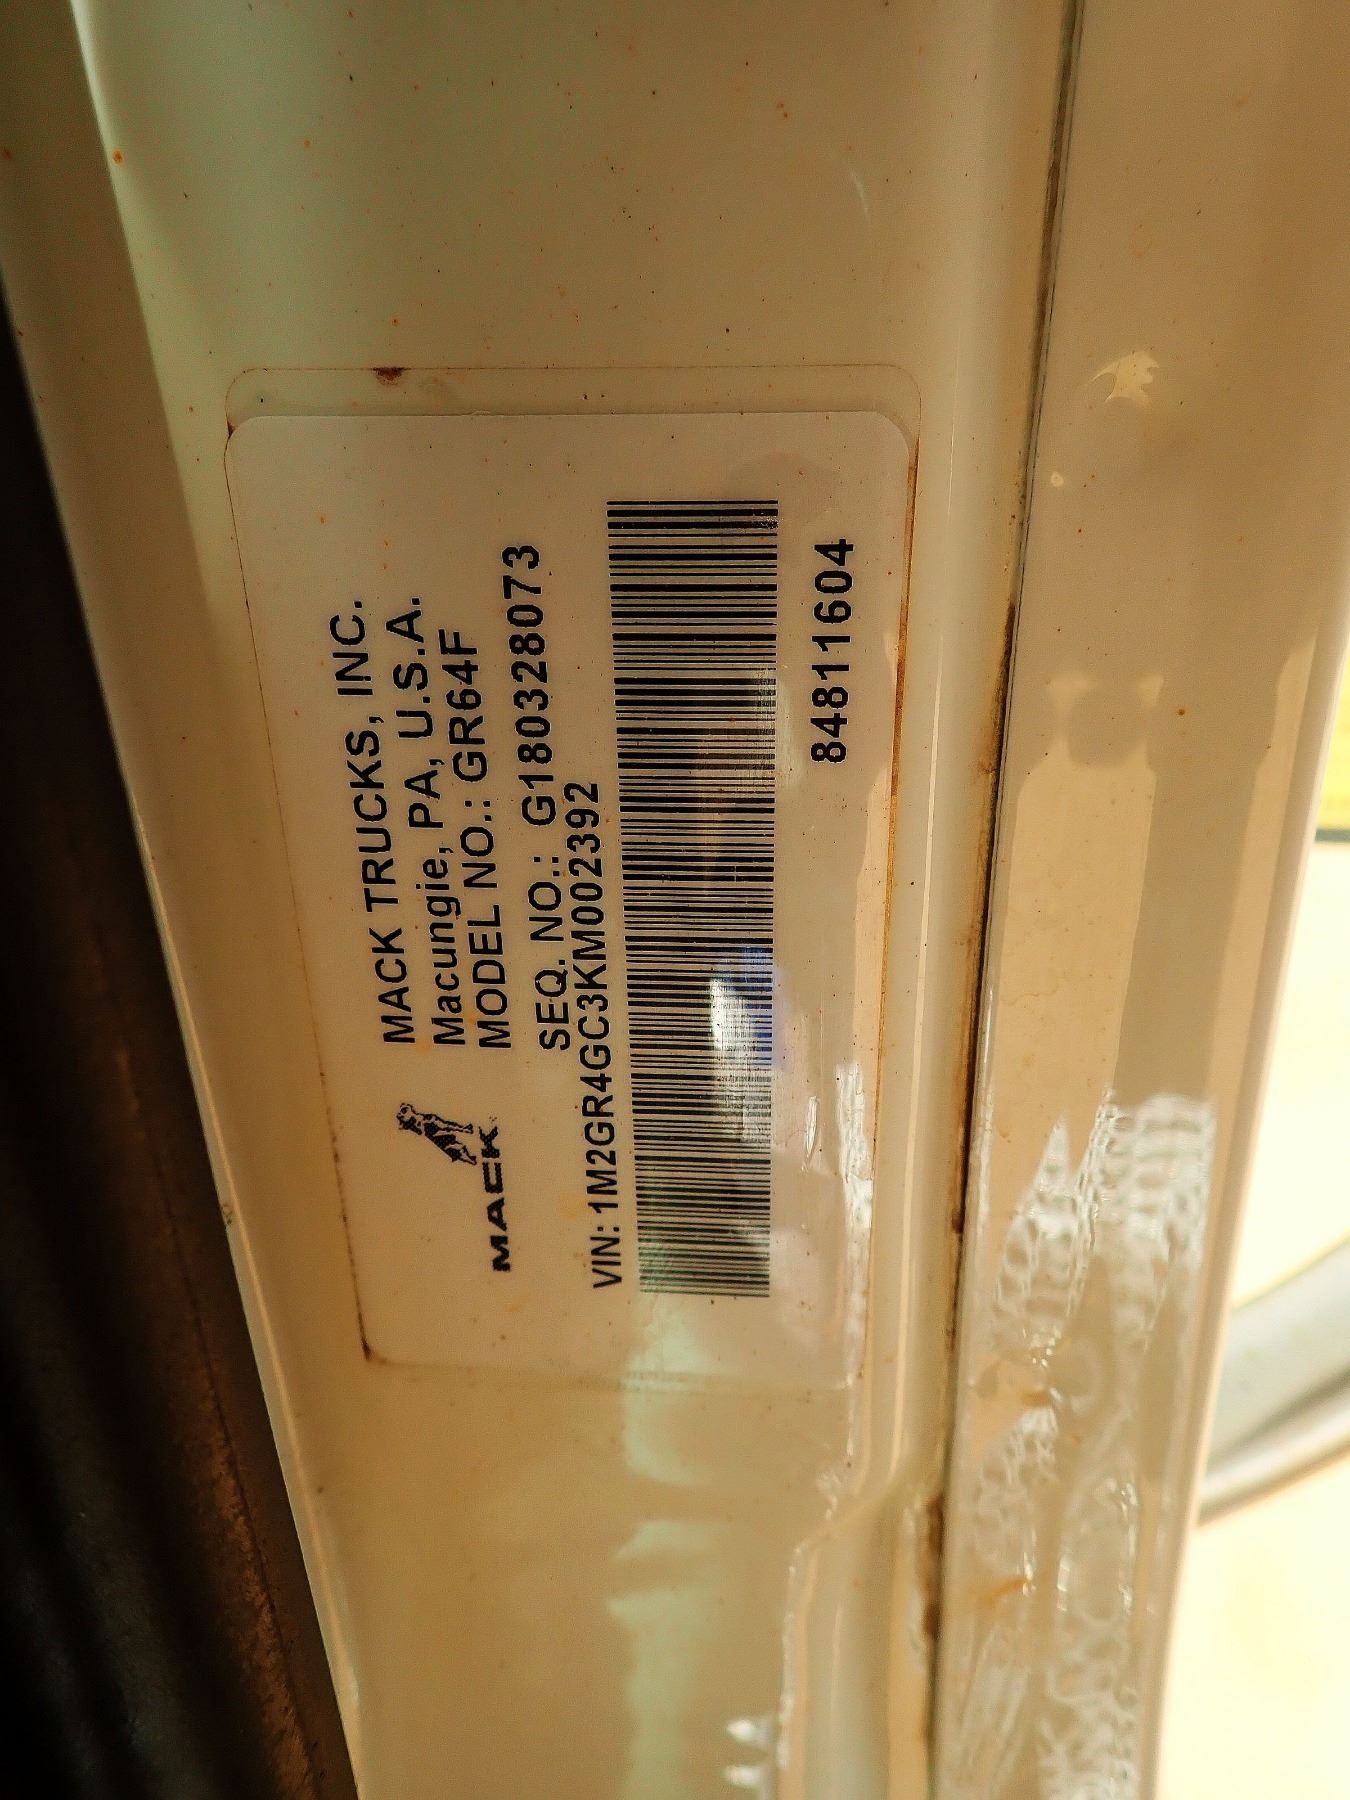 MACK TRUCKS, INC.
Macungie, PA, U.S.A.
MODEL NO.: GR64F
MACK
SEQ. NO.: G180328073
VIN: 1M2GR4GC3KM002392
84811604